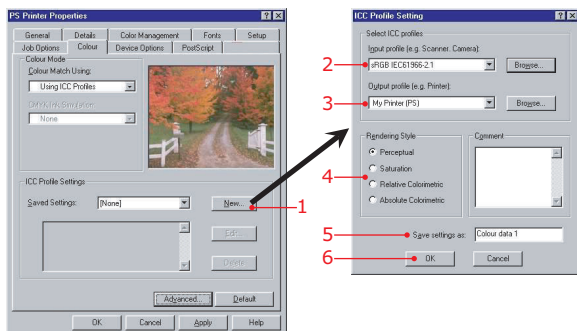 PS Printer Properties
General Details Color Management Fonts Setup
Job Options Colour Device Options PostScript
Colour Mode
Colour Match Using:
Using ICC Profiles
CMYK Ink Simulation:
None
ICC Profile Settings
Saved Settings: [None] New... 1
Edit...
Delete...
Advanced... Default
OK Cancel Apply Help
ICC Profile Setting
Select ICC profiles
Input profile (e.g. Scanner. Camera):
2 sRGB IEC61966-2.1 Browse...
Output profile (e.g. Printer):
3 My Printer (PS) Browse...
Rendering Style Comment
Perceptual
Saturation
4 Relative Colorimetric
Absolute Colorimetric
5 Save settings as: Colour data 1
6 OK Cancel